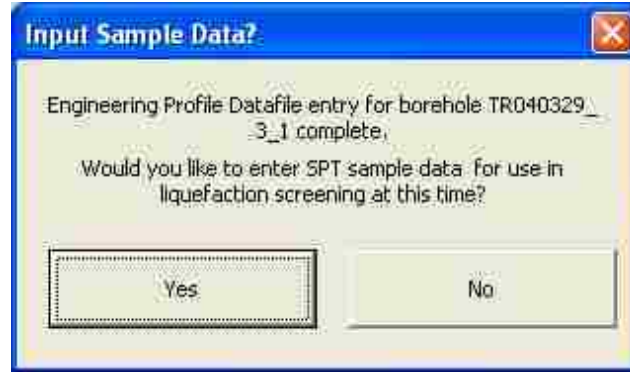 Input Sample Data?
Engineering Profile Datafile entry for borehole TR040329_
3_1 complete.
Would you like to enter SPT sample data for use in
liquefaction screening at this time?
Yes
No